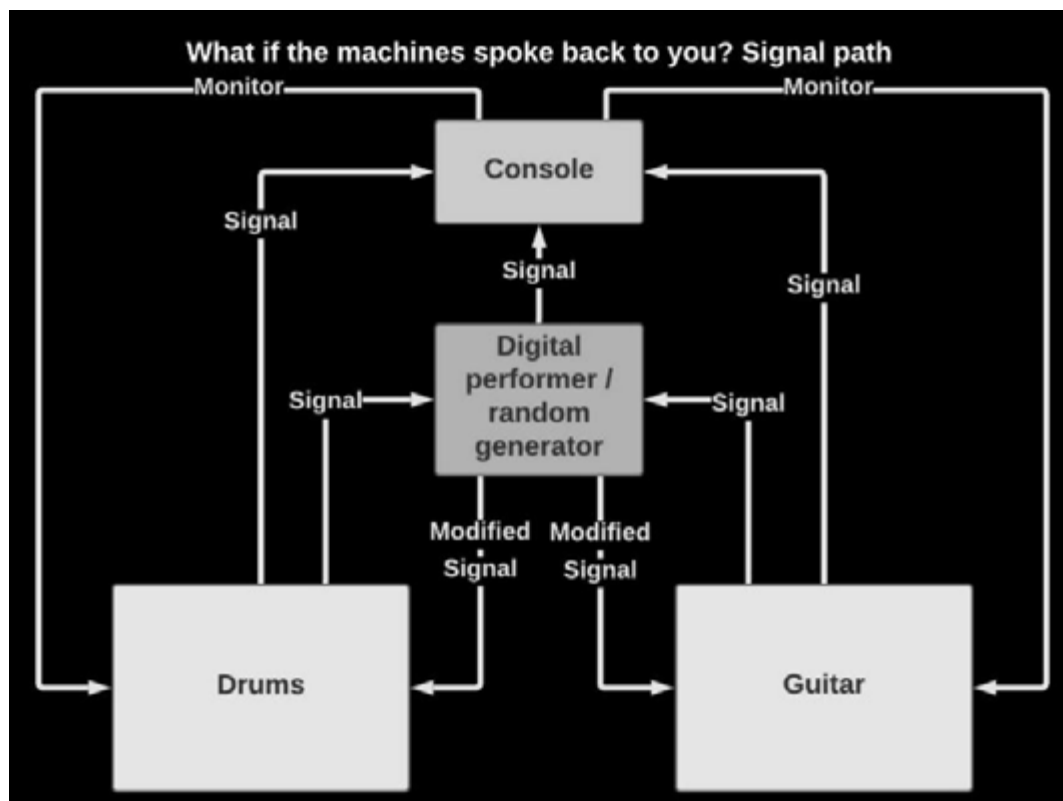 What if the machines spoke back to you? Signal path
Monitor
Monitor
Console
Signal
Signal
Signal
Digital
performer /
random
generator
Signal
Signal
Modified
Signal
Modified
Signal
Drums
Guitar